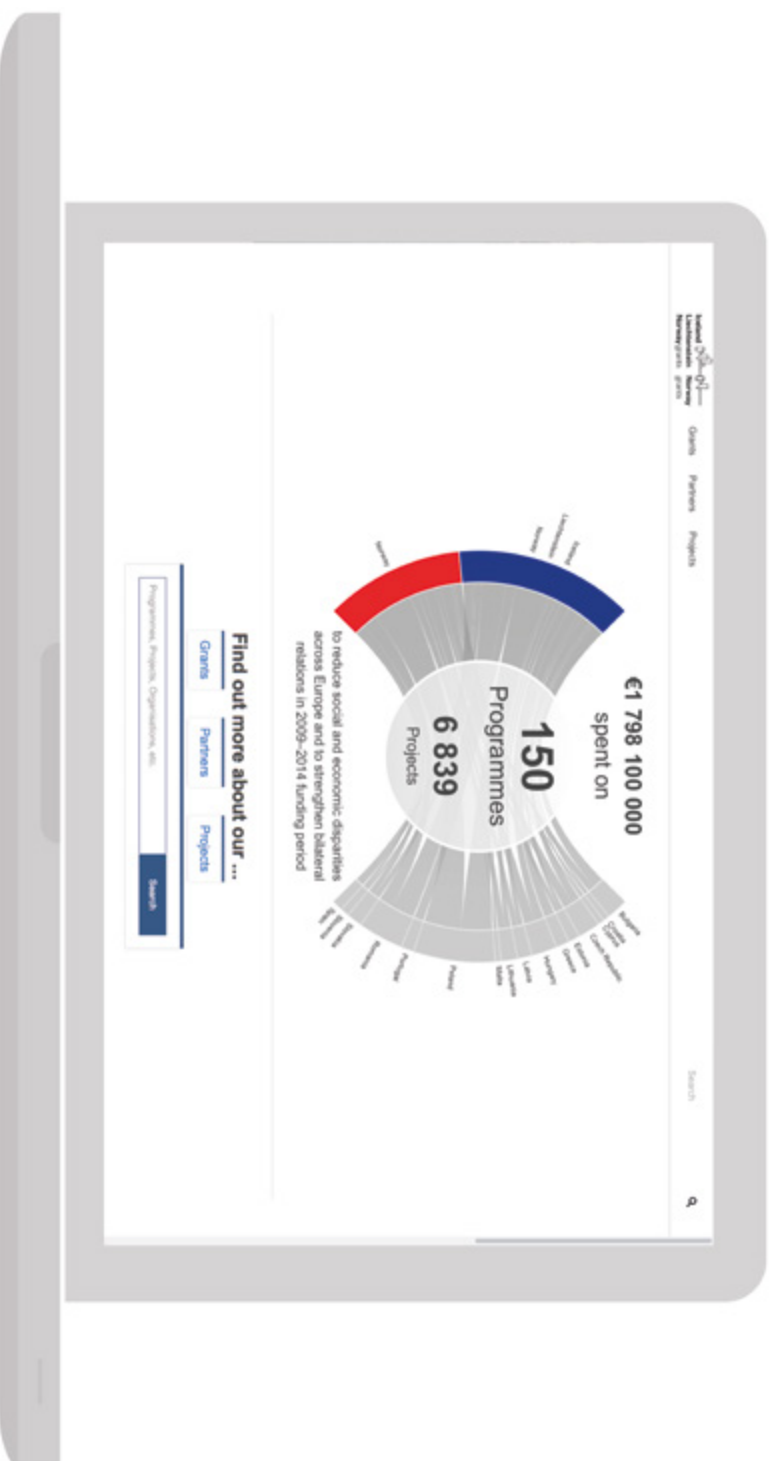 Iceland
Liechtenstein Norway
Norway grants grants
Grants Partners Projects
Search
€1 798 100 000
spent on
150
Programmes
6 839
Projects
Iceland
Liechtenstein
Norway
Norway
Bulgaria
Croatia
Cyprus
Czech Republic
Estonia
Greece
Hungary
Latvia
Lithuania
Malta
Poland
Portugal
Romania
to reduce social and economic disparities
across Europe and to strengthen bilateral
relations in 2009–2014 funding period
Find out more about our ...
Grants Partners Projects
Programmes, Projects, Organisations, etc.
Search